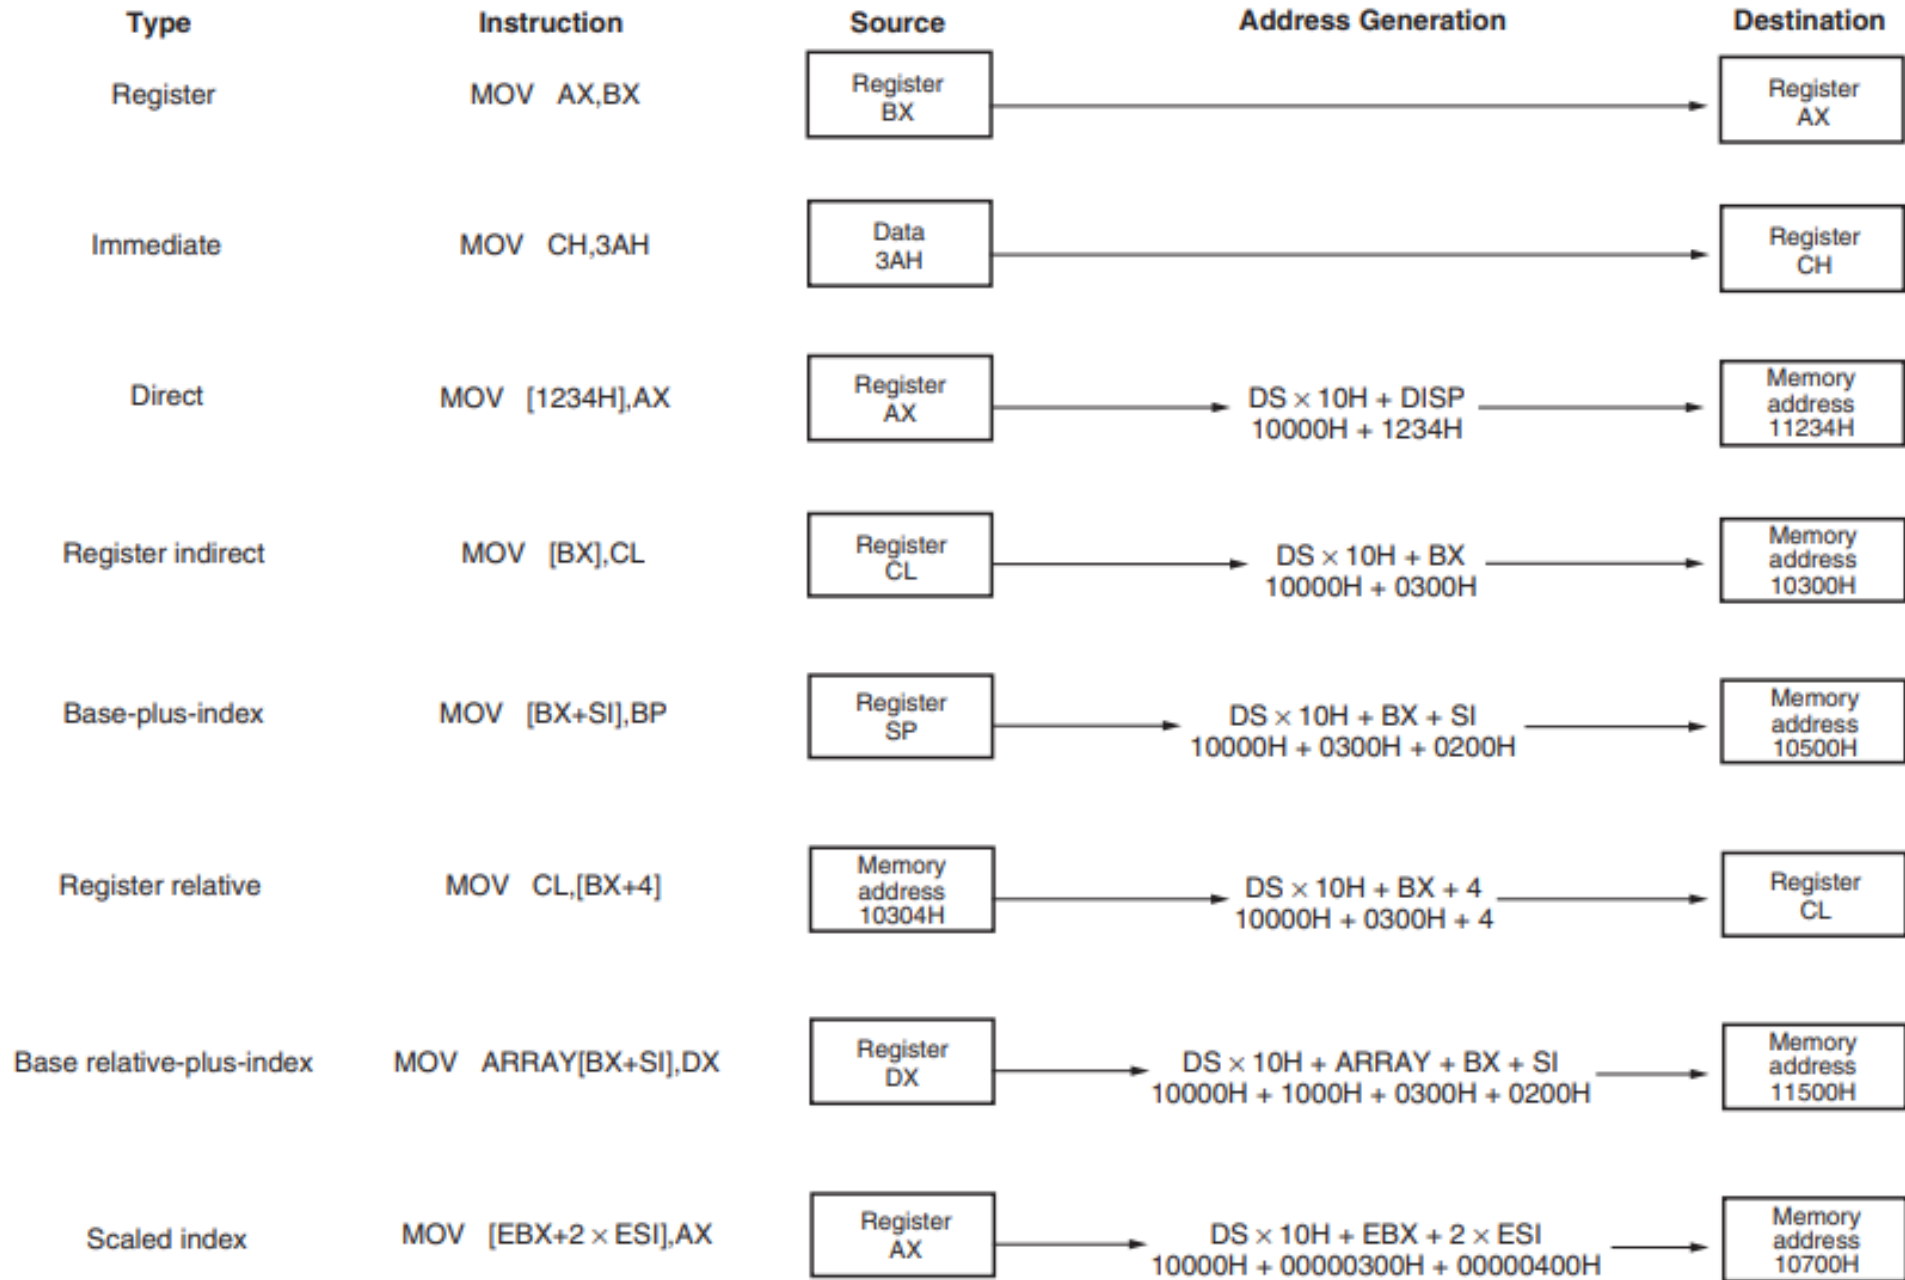 Type Instruction Source Address Generation Destination
Register MOV AX,BX Register BX Register AX
Immediate MOV CH,3AH Data 3AH Register CH
Direct MOV [1234H],AX Register AX DS × 10H + DISP Memory address 11234H
10000H + 1234H
Register indirect MOV [BX],CL Register CL DS × 10H + BX Memory address 10300H
10000H + 0300H
Base-plus-index MOV [BX+SI],BP Register SP DS × 10H + BX + SI Memory address 10500H
10000H + 0300H + 0200H
Register relative MOV CL,[BX+4] Memory address 10304H DS × 10H + BX + 4 Register CL
10000H + 0300H + 4
Base relative-plus-index MOV ARRAY[BX+SI],DX Register DX DS × 10H + ARRAY + BX + SI Memory address 11500H
10000H + 1000H + 0300H + 0200H
Scaled index MOV [EBX+2 × ESI],AX Register AX DS × 10H + EBX + 2 × ESI Memory address 10700H
10000H + 00000300H + 00000400H